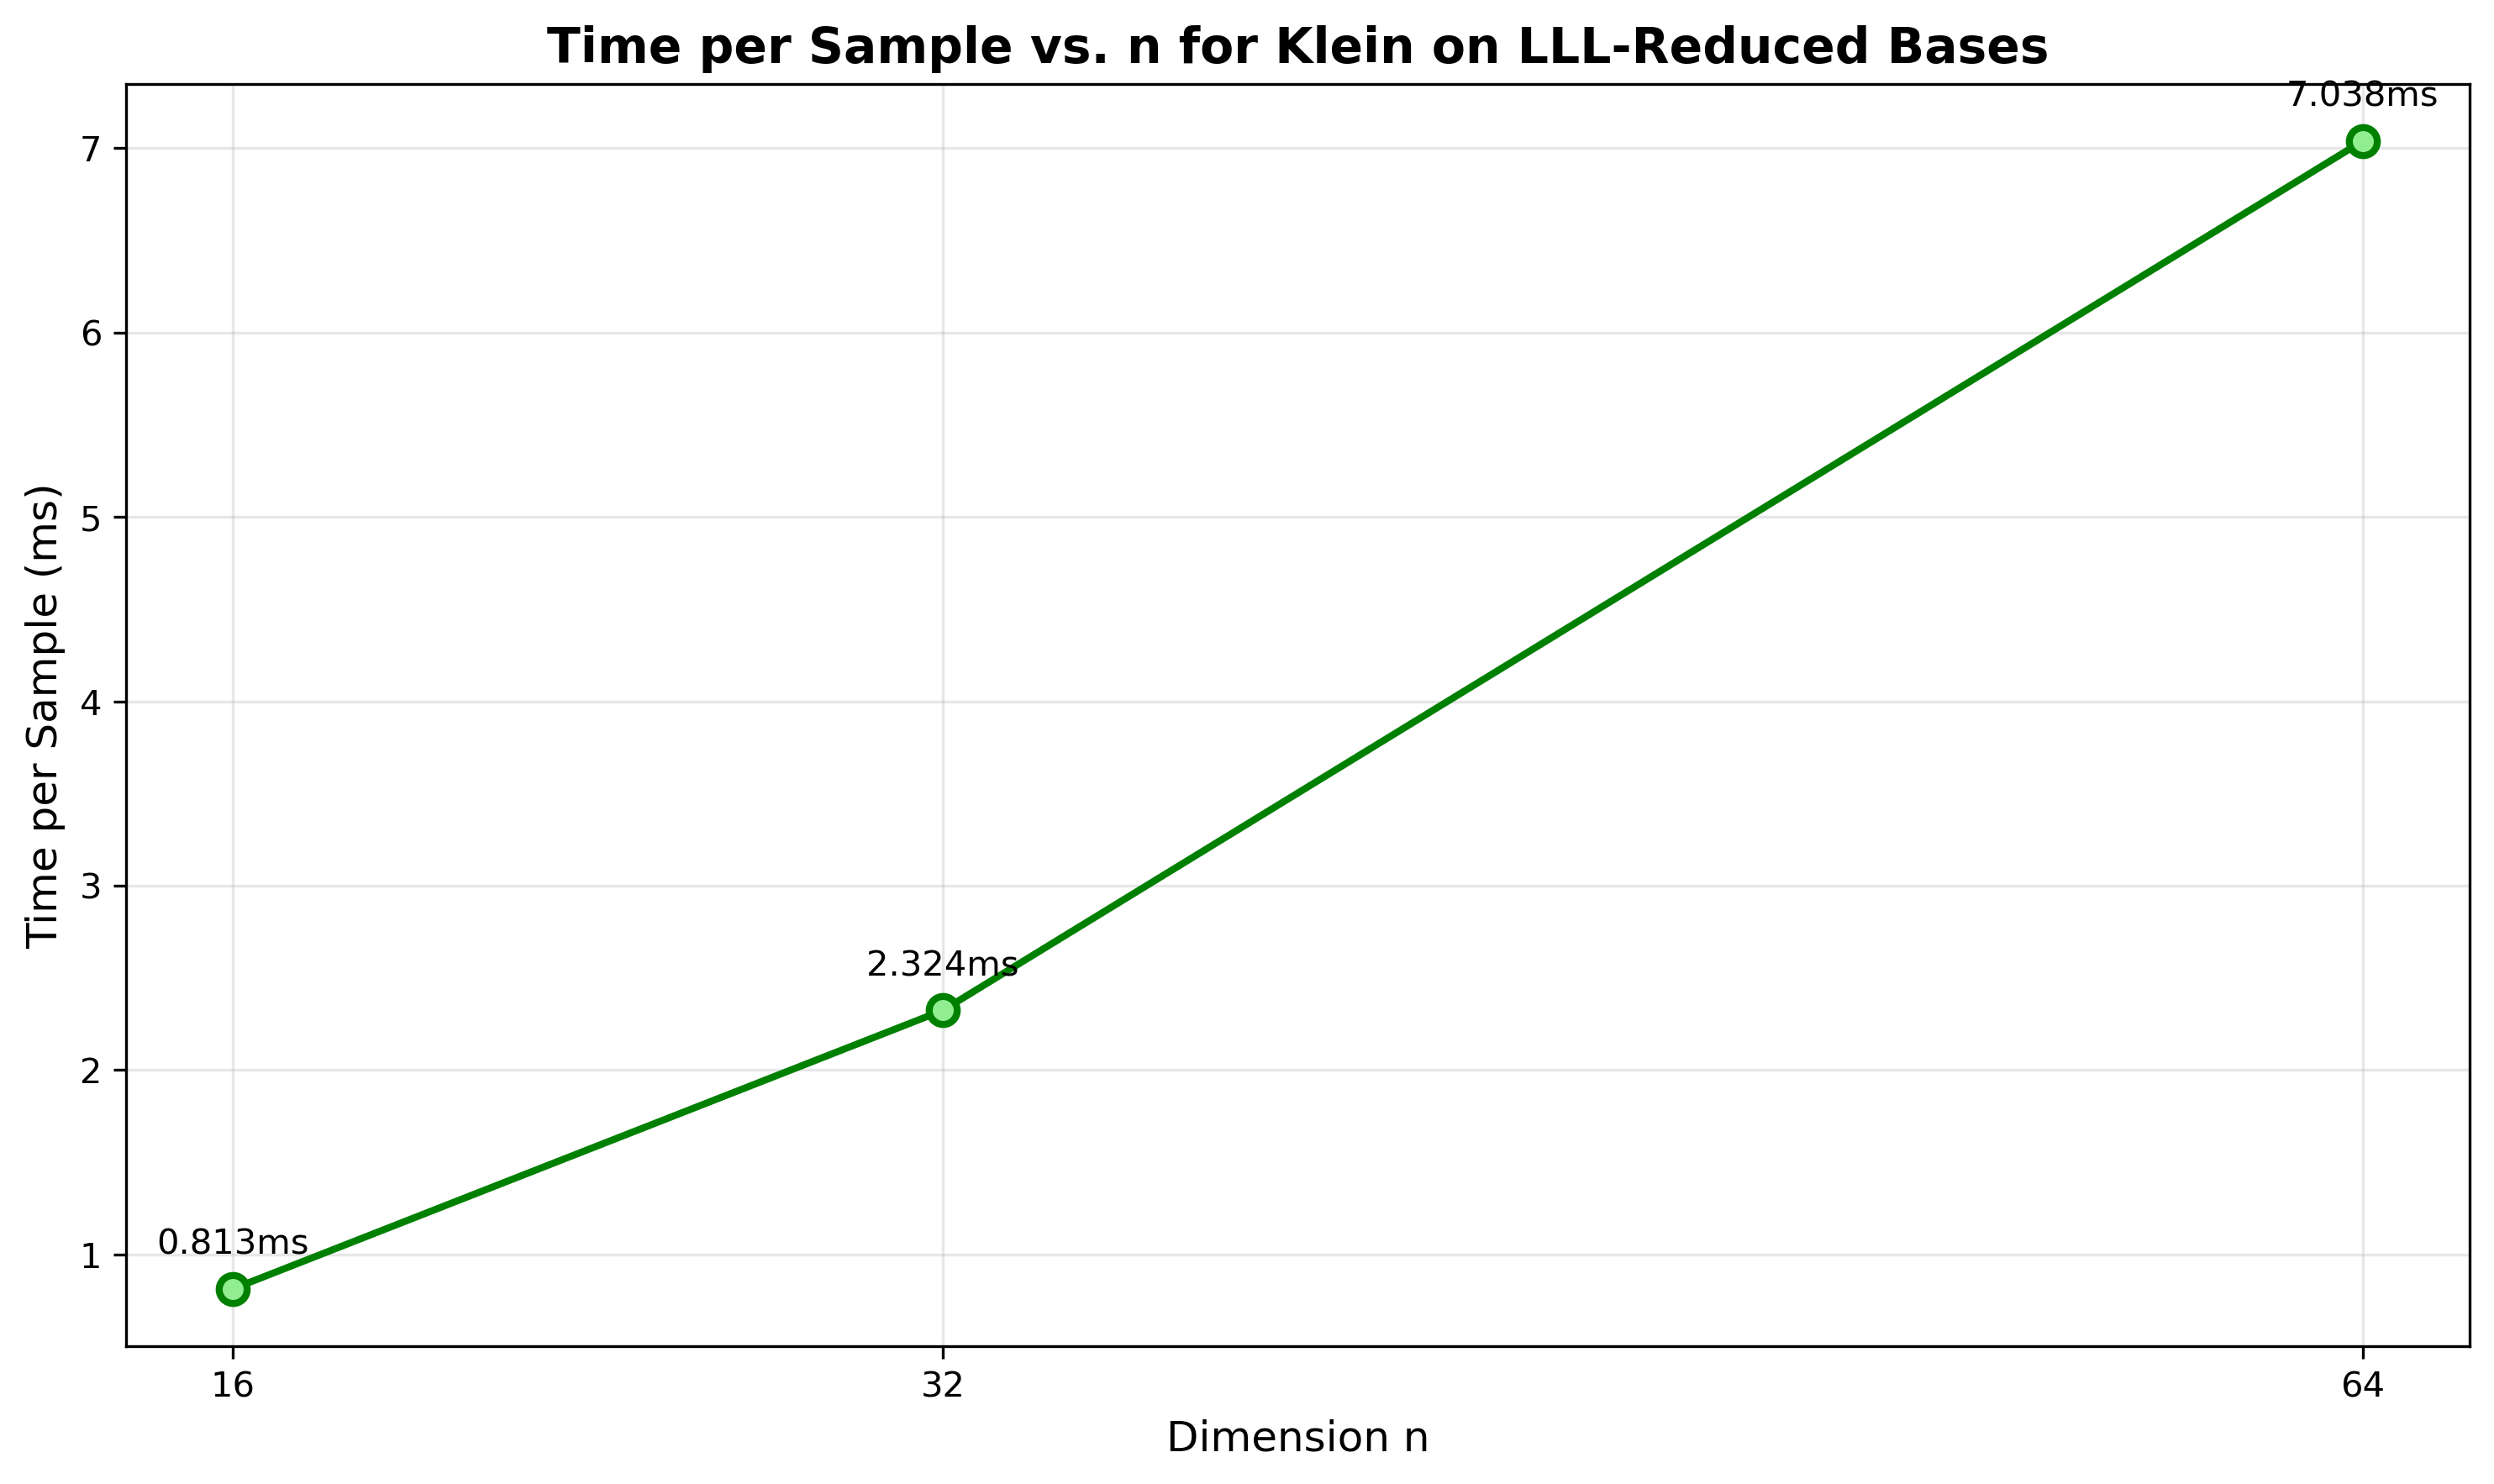 Time per Sample vs. n for Klein on LLL-Reduced Bases
7.038ms
7
6
5
4
3
2.324ms
2
0.813ms
1
Time per Sample (ms)
16 32 64
Dimension n